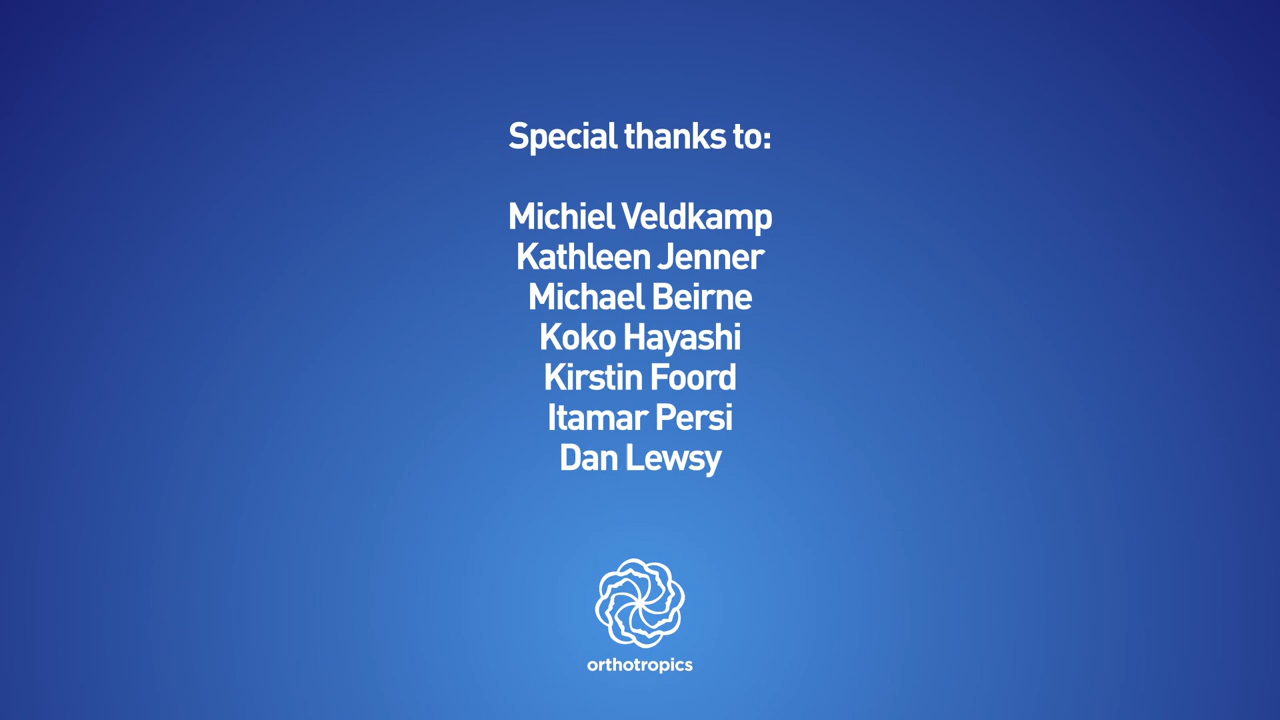 Special thanks to:
Michiel Veldkamp
Kathleen Jenner
Michael Beirne
Koko Hayashi
Kirstin Foord
Itamar Persi
Dan Lewsy
orthotropics